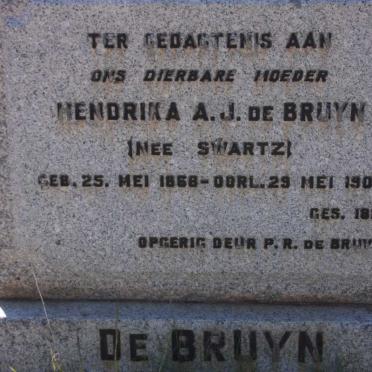 TER GEDAGTENIS AAN
ONS DIERBARE MOEDER
HENDRIKA A. J. DE BRUYN
(NEE SWARTZ)
GEB. 25. MEI 1868 - OORL. 29 MEI
GES.
OPGERIG DEUR P. R. DE
DE BRUYN